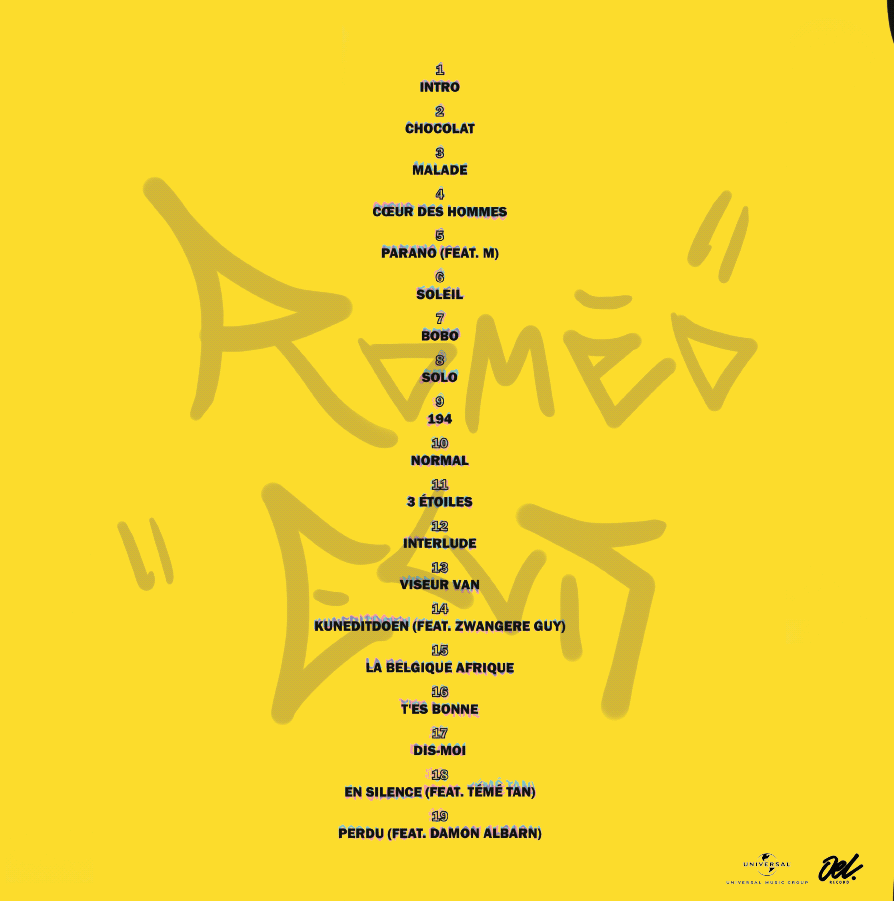 1
INTRO
2
CHOCOLAT
3
MALADE
4
CŒUR DES HOMMES
5
PARANO (FEAT. M)
6
SOLEIL
7
BOBO
8
SOLO
9
194
10
NORMAL
11
3 ÉTOILES
12
INTERLUDE
13
VISEUR VAN
14
KUNEDITDOEN (FEAT. ZWANGERE GUY)
15
LA BELGIQUE AFRIQUE
16
T'ES BONNE
17
DIS-MOI
18
EN SILENCE (FEAT. TÉMÉ TAN)
19
PERDU (FEAT. DAMON ALBARN)
ROMÉO
ELVIS
UNIVERSAL
UNIVERSAL MUSIC GROUP
RECORD